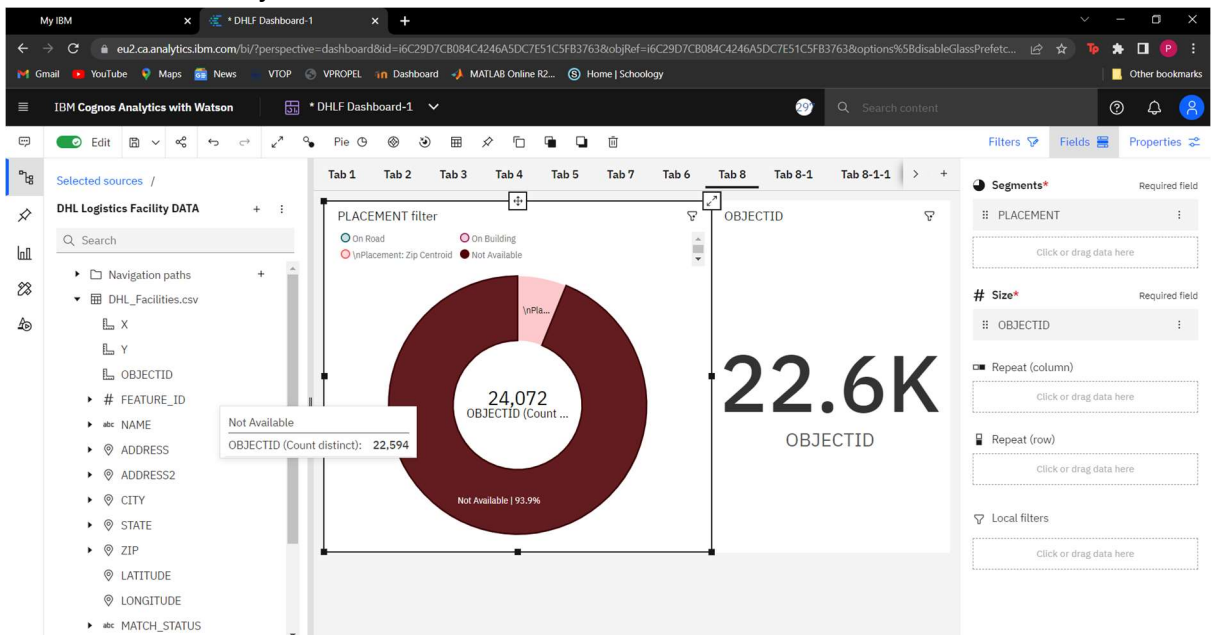 My IBM
* DHLF Dashboard-1
eu2.ca.analytics.ibm.com/bi/?perspective=dashboard&id=i6C29D7CB084C4246A5DC7E51C5FB3763&objRef=i6C29D7CB084C4246A5DC7E51C5FB3763&options%5BdisableGlassPrefetc...
Tp
P
Gmail
YouTube
Maps
News
VTOP
VPROPEL
Dashboard
MATLAB Online R2...
Home | Schoology
Other bookmarks
IBM Cognos Analytics with Watson
* DHLF Dashboard-1
29
Search content
Edit
Pie
Filters
Fields
Properties
Selected sources /
DHL Logistics Facility DATA
Search
Navigation paths
DHL_Facilities.csv
X
Y
OBJECTID
# FEATURE_ID
abc NAME
ADDRESS
ADDRESS2
CITY
STATE
ZIP
LATITUDE
LONGITUDE
abc MATCH_STATUS
Tab 1 Tab 2 Tab 3 Tab 4 Tab 5 Tab 7 Tab 6 Tab 8 Tab 8-1 Tab 8-1-1
PLACEMENT filter
On Road
On Building
\nPlacement: Zip Centroid
Not Available
\nPla...
24,072
OBJECTID (Count ...
Not Available | 93.9%
Not Available
OBJECTID (Count distinct): 22,594
OBJECTID
22.6K
OBJECTID
Segments* Required field
PLACEMENT
Click or drag data here
# Size* Required field
OBJECTID
Repeat (column)
Click or drag data here
Repeat (row)
Click or drag data here
Local filters
Click or drag data here